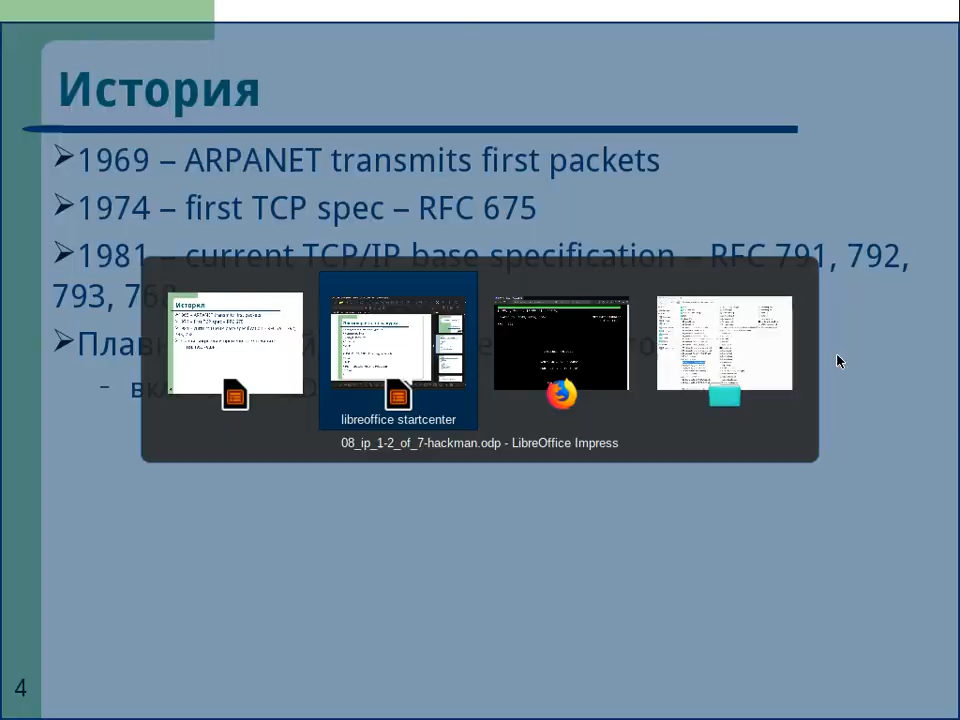 История
1969 – ARPANET transmits first packets
1974 – first TCP spec – RFC 675
1981 – current TCP/IP base specification – RFC 791, 792,
793, 768
libreoffice startcenter
08_ip_1-2_of_7-hackman.odp - LibreOffice Impress
4